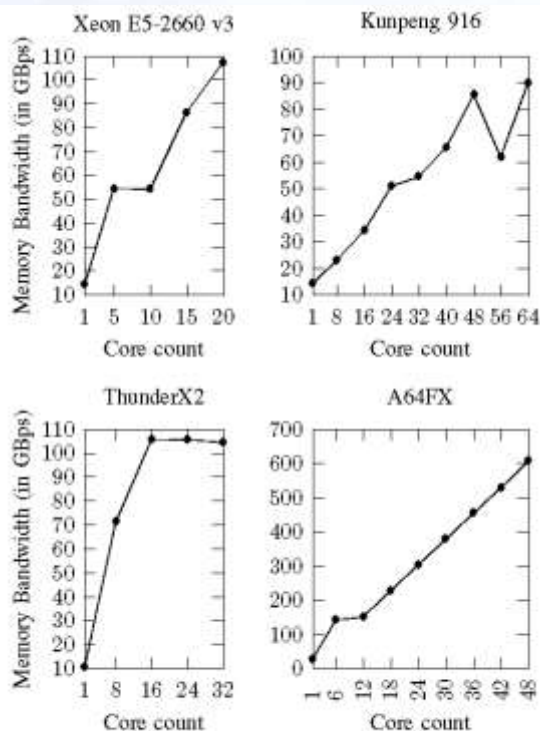 Xeon E5-2660 v3
Memory Bandwidth (in GBps)
110
100
90
80
70
60
50
40
30
20
10
1 5 10 15 20
Core count
Kunpeng 916
100
90
80
70
60
50
40
30
20
10
1 8 16 24 32 40 48 56 64
Core count
ThunderX2
Memory Bandwidth (in GBps)
110
100
90
80
70
60
50
40
30
20
10
1 8 16 24 32
Core count
A64FX
700
600
500
400
300
200
100
0
1 6 12 18 24 30 36 42 48
Core count